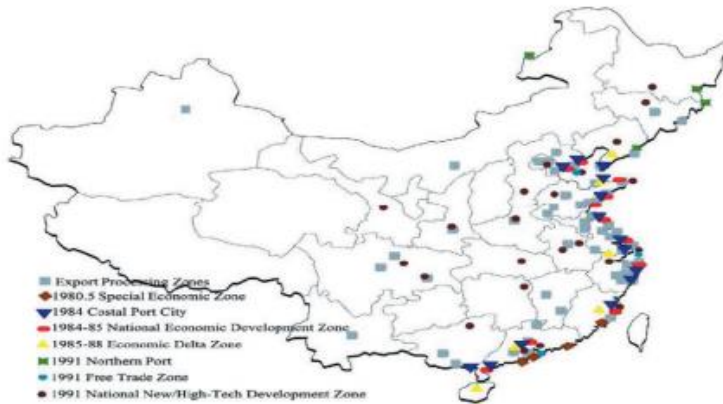 Export Processing Zones
1980.5 Special Economic Zone
1984 Costal Port City
1984-85 National Economic Development Zone
1985-88 Economic Delta Zone
1991 Northern Port
1991 Free Trade Zone
1991 National New/High-Tech Development Zone